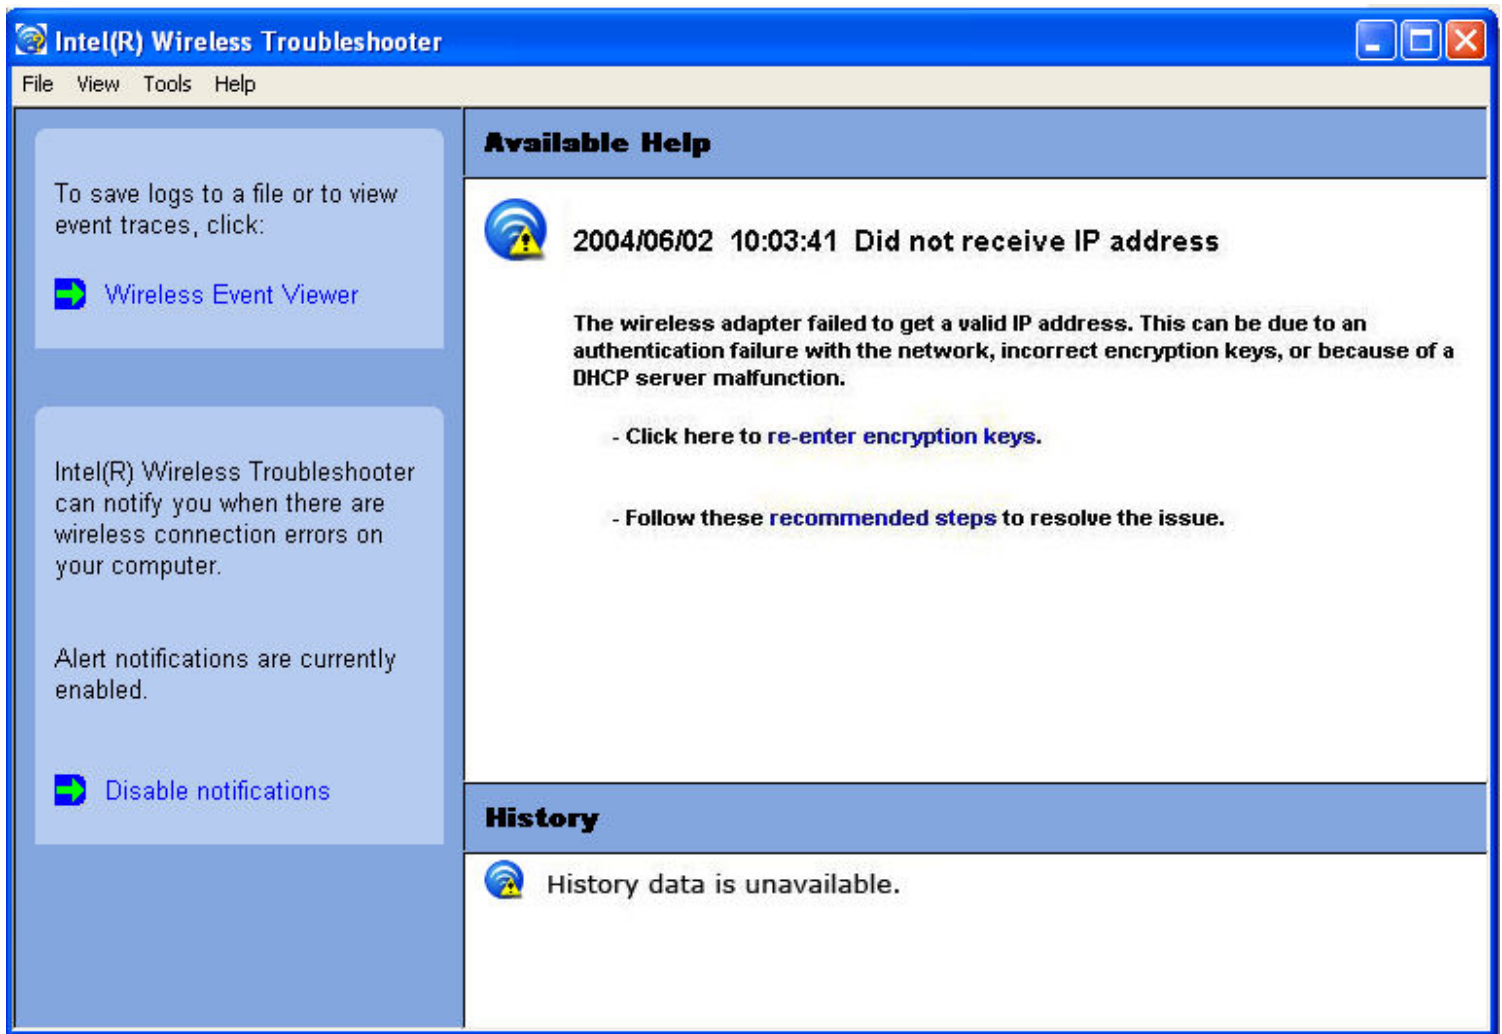 Intel(R) Wireless Troubleshooter
File View Tools Help
To save logs to a file or to view
event traces, click:
Wireless Event Viewer
Intel(R) Wireless Troubleshooter
can notify you when there are
wireless connection errors on
your computer.
Alert notifications are currently
enabled.
Disable notifications
Available Help
2004/06/02 10:03:41 Did not receive IP address
The wireless adapter failed to get a valid IP address. This can be due to an
authentication failure with the network, incorrect encryption keys, or because of a
DHCP server malfunction.
- Click here to re-enter encryption keys.
- Follow these recommended steps to resolve the issue.
History
History data is unavailable.